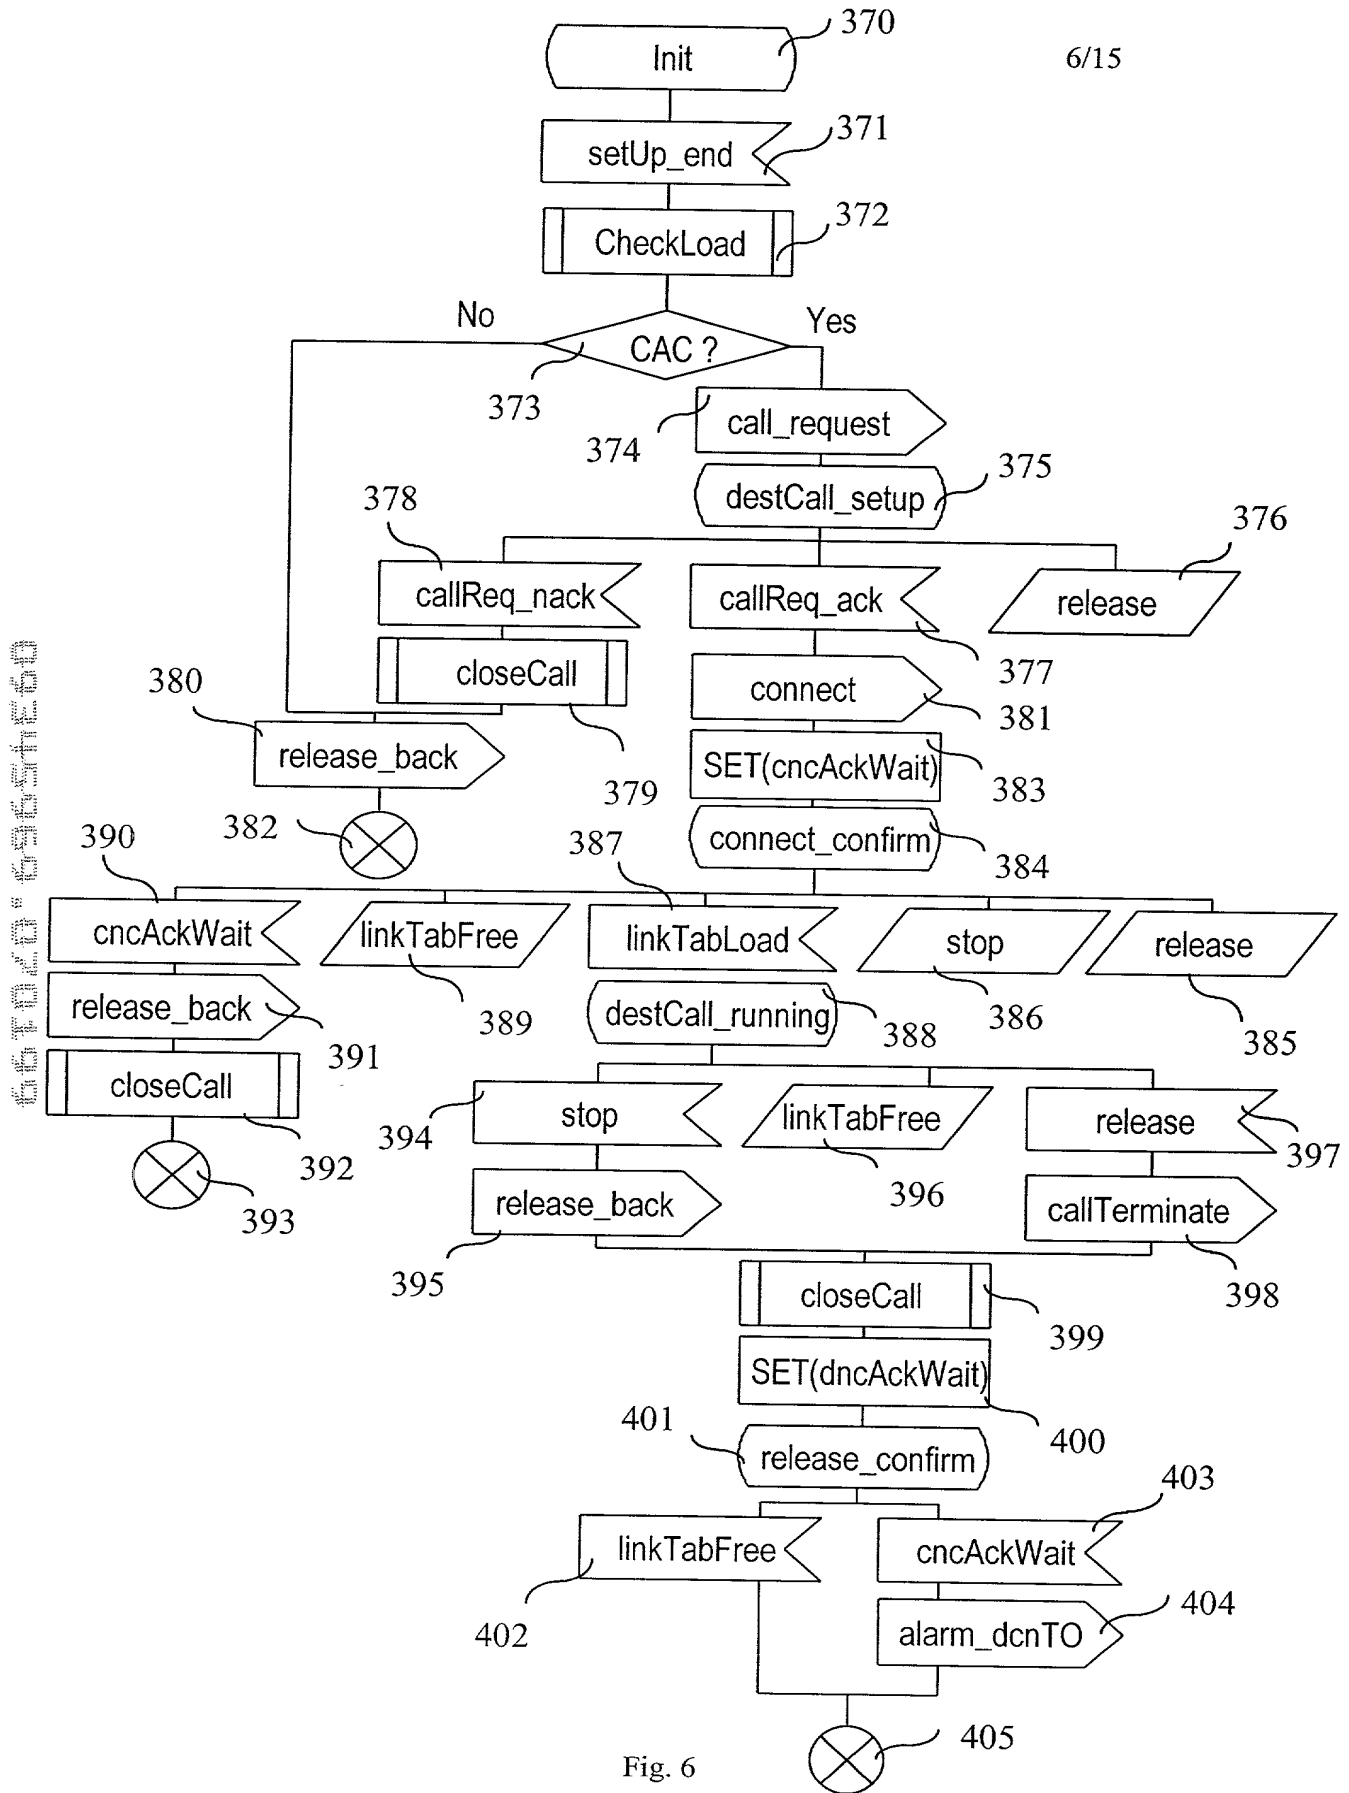 370
6/15
Init
371
setUp_end
372
CheckLoad
No
Yes
CAC ?
373
374
call_request
375
destCall_setup
378
376
callReq_nack
callReq_ack
release
377
380
closeCall
connect
381
release_back
379
SET(cncAckWait)
383
382
387
connect_confirm
384
390
cncAckWait
linkTabFree
linkTabLoad
stop
release
release_back
389
destCall_running
388
386
385
391
closeCall
394
stop
linkTabFree
release
397
392
396
393
release_back
callTerminate
395
398
closeCall
399
SET(dncAckWait)
401
400
release_confirm
403
linkTabFree
cncAckWait
402
404
alarm_dcnTO
405
Fig. 6